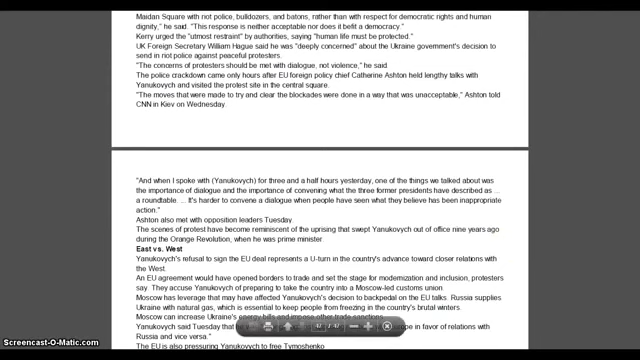 Maidan Square with riot police, bulldozers, and batons, rather than with respect for democratic rights and human
dignity," he said. "This response is neither acceptable nor does it befit a democracy."
Kerry urged the "utmost restraint" by authorities, saying "human life must be protected."
UK Foreign Secretary William Hague said he was "deeply concerned" about the Ukraine government's decision to
send in riot police against peaceful protesters.
"The concerns of protesters should be met with dialogue, not violence," he said.
The police crackdown came only hours after EU foreign policy chief Catherine Ashton held lengthy talks with
Yanukovych and visited the protest site in the central square.
"The moves that were made to try and clear the blockades were done in a way that was unacceptable," Ashton told
CNN in Kiev on Wednesday.
"And when I spoke with (Yanukovych) for three and a half hours yesterday, one of the things we talked about was
the importance of dialogue and the importance of convening what the three former presidents have described as ...
a roundtable. ... It's harder to convene a dialogue when people have seen what they believe has been inappropriate
action."
Ashton also met with opposition leaders Tuesday.
The scenes of protest have become reminiscent of the uprising that swept Yanukovych out of office nine years ago
during the Orange Revolution, when he was prime minister.
East vs. West
Yanukovych's refusal to sign the EU deal represents a U-turn in the country's advance toward closer relations with
the West.
An EU agreement would have opened borders to trade and set the stage for modernization and inclusion, protesters
say. They accuse Yanukovych of preparing to take the country into a Moscow-led customs union.
Moscow has leverage that may have affected Yanukovych's decision to backpedal on the EU talks. Russia supplies
Ukraine with natural gas, which is essential to keep people from freezing in the country's brutal winters.
Moscow can increase Ukraine's energy bills and impose other trade sanctions.
Yanukovych said Tuesday that he europe in favor of relations with
Russia and vice versa."
The EU is also pressuring Yanukovych to free Tymoshenko
Screencast-O-Matic.com